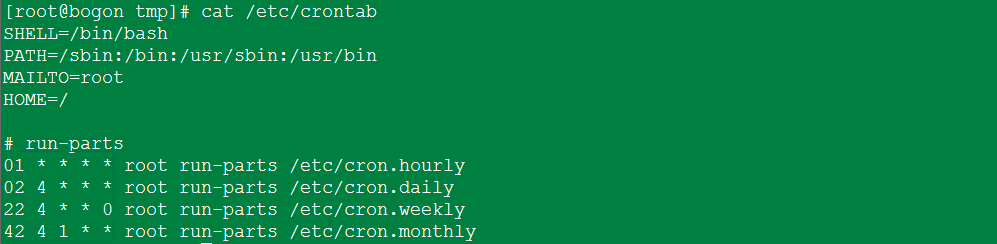 [root@bogon tmp]# cat /etc/crontab
SHELL=/bin/bash
PATH=/sbin:/bin:/usr/sbin:/usr/bin
MAILTO=root
HOME=/
# run-parts
01 * * * * root run-parts /etc/cron.hourly
02 4 * * * root run-parts /etc/cron.daily
22 4 * * 0 root run-parts /etc/cron.weekly
42 4 1 * * root run-parts /etc/cron.monthly